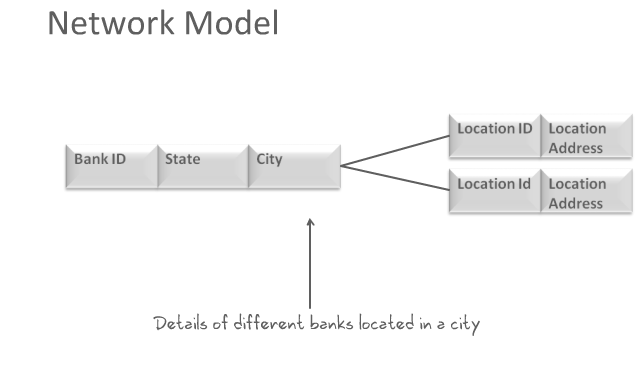 Network Model
Bank ID
State
City
Location ID
Location
Address
Location Id
Location
Address
Details of different banks located in a city